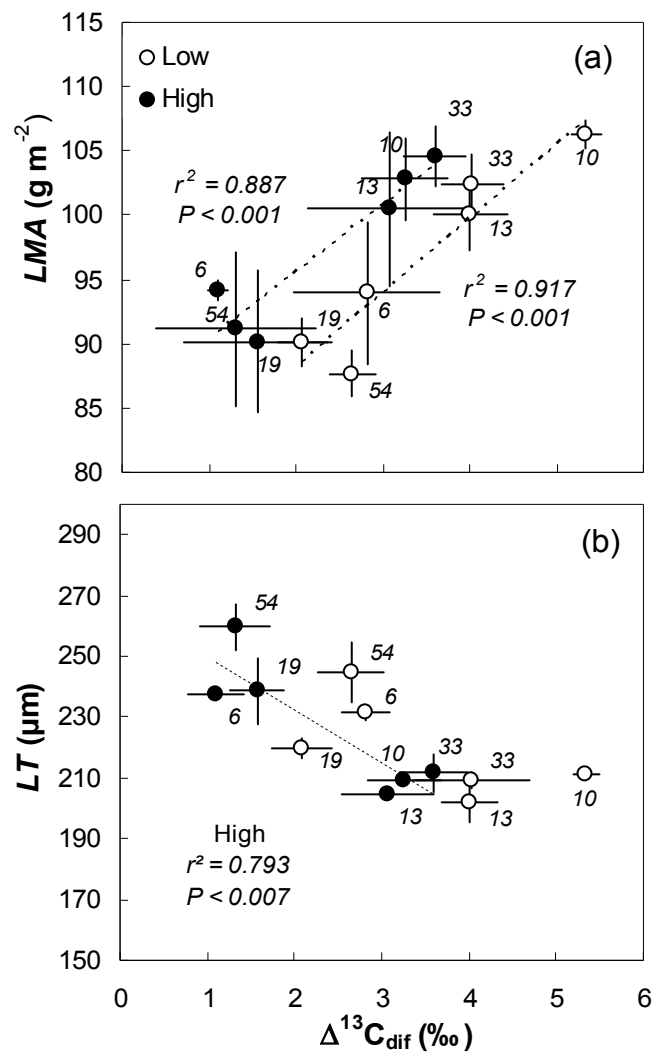 115
110
105
100
95
90
85
80
LMA (g m⁻²)
Low
High
(a)
r² = 0.887
P < 0.001
r² = 0.917
P < 0.001
33
10
13
6
54
19
33
10
13
6
19
54
290
270
250
230
210
190
170
150
LT (µm)
(b)
54
19
6
54
6
19
10
33
33
10
13
13
High
r² = 0.793
P < 0.007
0 1 2 3 4 5 6
Δ¹³C_dif (‰)